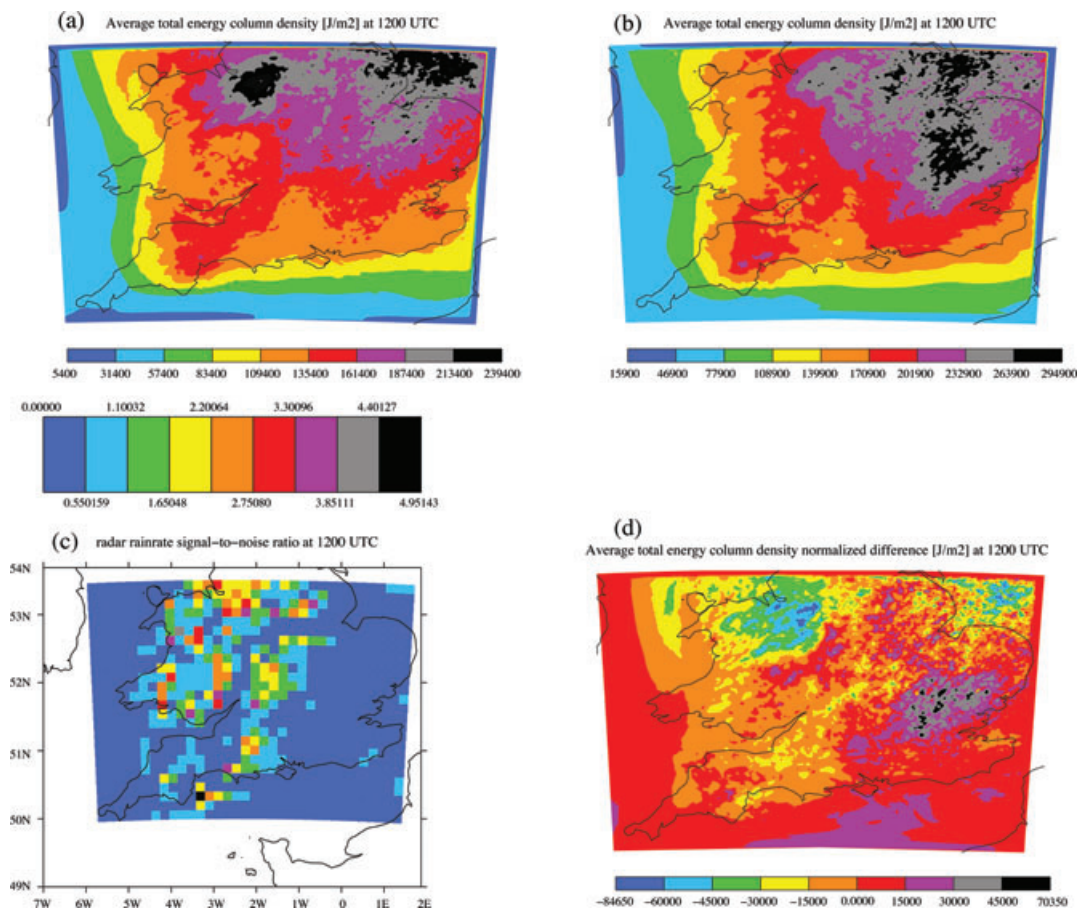 (a)
Average total energy column density [J/m2] at 1200 UTC
5400 31400 57400 83400 109400 135400 161400 187400 213400 239400
(b)
Average total energy column density [J/m2] at 1200 UTC
15900 46900 77900 108900 139900 170900 201900 232900 263900 294900
0.00000 1.10032 2.20064 3.30096 4.40127
0.550159 1.65048 2.75080 3.85111 4.95143
(c)
radar rainrate signal-to-noise ratio at 1200 UTC
54N
53N
52N
51N
50N
49N
7W 6W 5W 4W 3W 2W 1W 0 1E 2E
(d)
Average total energy column density normalized difference [J/m2] at 1200 UTC
-84650 -60000 -45000 -30000 -15000 0.00000 15000 30000 45000 70350